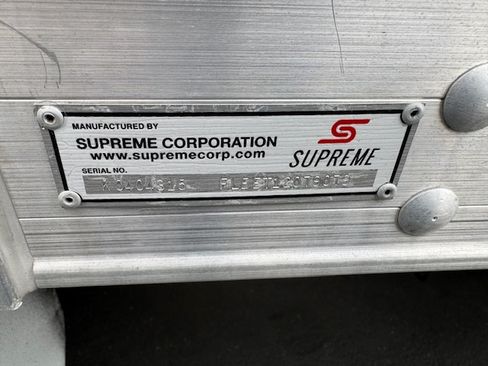 MANUFACTURED BY
SUPREME CORPORATION
www.supremecorp.com
SUPREME
SERIAL NO.